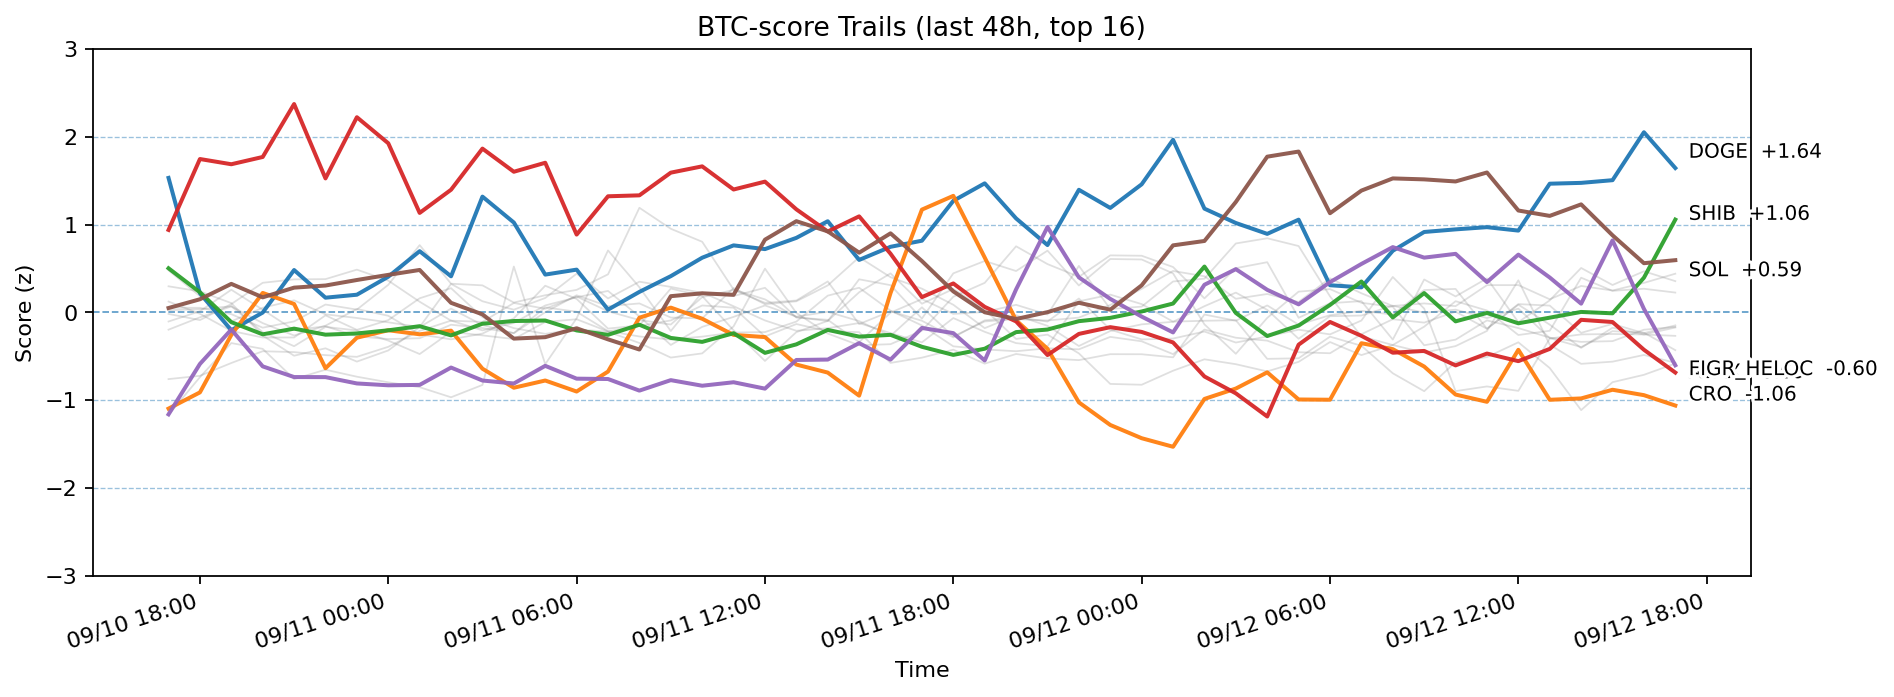 BTC-score Trails (last 48h, top 16)
3
2
1
0
−1
−2
−3
Score (z)
DOGE +1.64
SHIB +1.06
SOL +0.59
FIGR_HELOC -0.60
CRO -1.06
09/10 18:00
09/11 00:00
09/11 06:00
09/11 12:00
09/11 18:00
09/12 00:00
09/12 06:00
09/12 12:00
09/12 18:00
Time